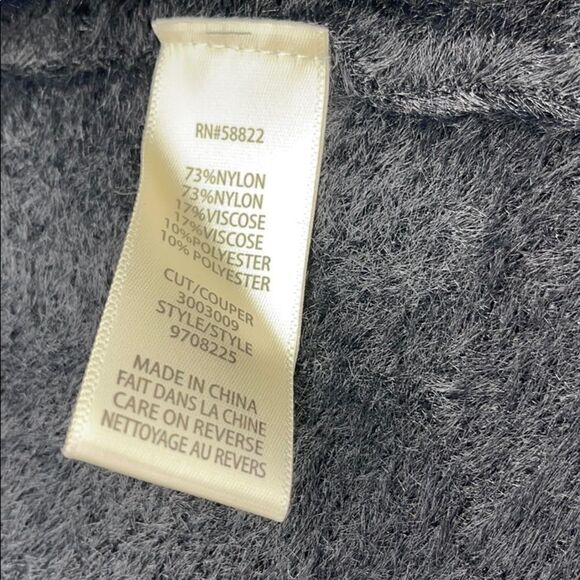 RN#58822
73%NYLON
73%NYLON
17%VISCOSE
17%VISCOSE
10%POLYESTER
10% POLYESTER
CUT/COUPER
3003009
STYLE/STYLE
9708225
MADE IN CHINA
FAIT DANS LA CHINE
CARE ON REVERSE
NETTOYAGE AU REVERS